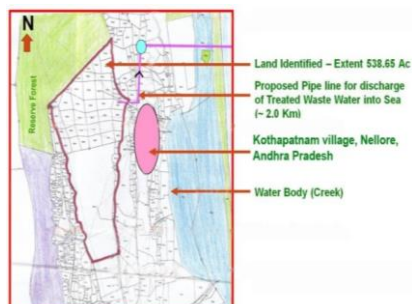 N
Reserve Forest
Land Identified – Extent 538.65 Ac
Proposed Pipe line for discharge
of Treated Waste Water into Sea
(~ 2.0 Km)
Kothapatnam village, Nellore,
Andhra Pradesh
Water Body (Creek)